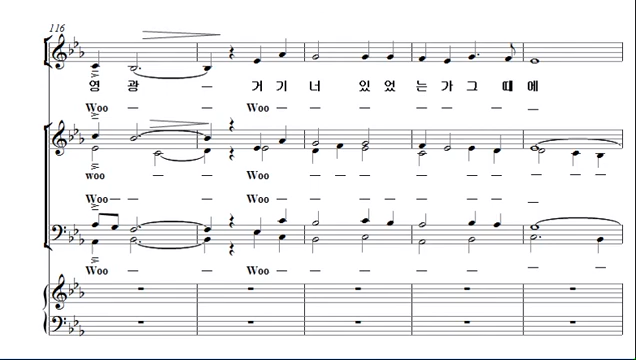 116
영 광 — 거 기 너 있 었 는 가 그 때 에
Woo — — Woo — — — — — — — — —
woo — — Woo — — — — — — — — — — —
Woo — — — Woo — — — — — — — — —
Woo — — Woo — — — — — — — —